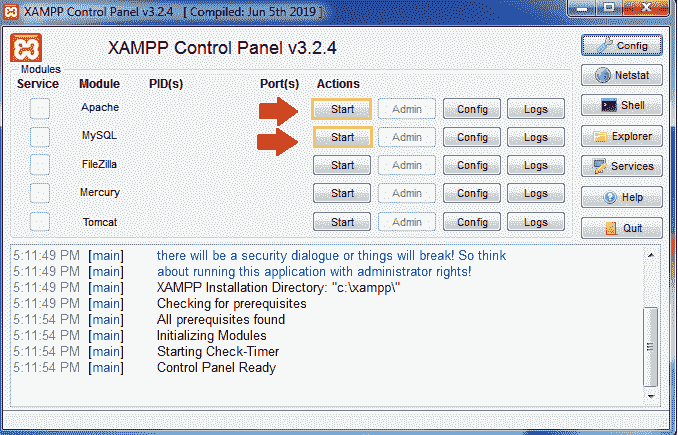 XAMPP Control Panel v3.2.4 [ Compiled: Jun 5th 2019 ]
XAMPP Control Panel v3.2.4
Config
Modules
Service Module PID(s) Port(s) Actions
Netstat
Apache Start Admin Config Logs
Shell
MySQL Start Admin Config Logs
Explorer
FileZilla Start Admin Config Logs
Services
Mercury Start Admin Config Logs
Help
Tomcat Start Admin Config Logs
Quit
5:11:49 PM [main] there will be a security dialogue or things will break! So think
5:11:49 PM [main] about running this application with administrator rights!
5:11:49 PM [main] XAMPP Installation Directory: "c:\xampp\"
5:11:49 PM [main] Checking for prerequisites
5:11:54 PM [main] All prerequisites found
5:11:54 PM [main] Initializing Modules
5:11:54 PM [main] Starting Check-Timer
5:11:54 PM [main] Control Panel Ready